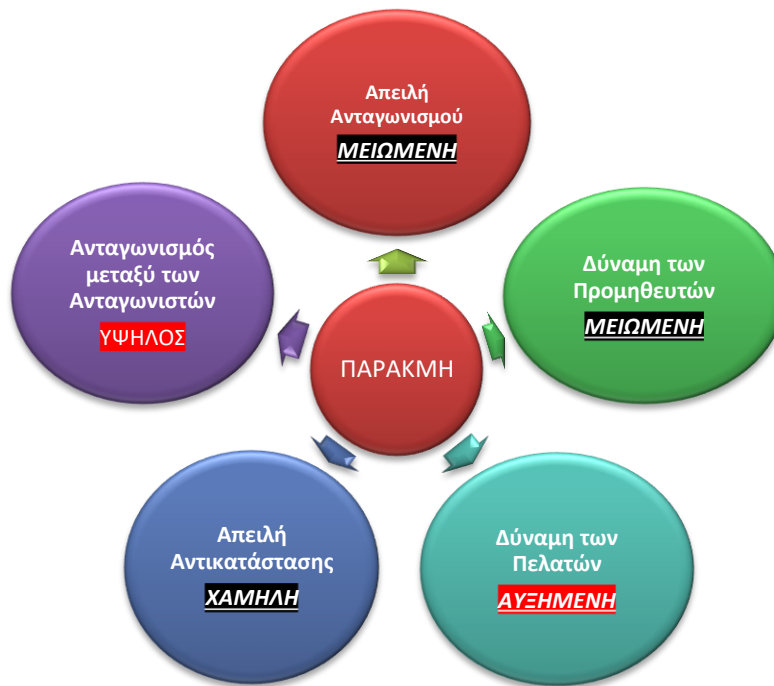 Απειλή
Ανταγωνισμού
ΜΕΙΩΜΕΝΗ
Ανταγωνισμός
μεταξύ των
Ανταγωνιστών
ΥΨΗΛΟΣ
Δύναμη των
Προμηθευτών
ΜΕΙΩΜΕΝΗ
ΠΑΡΑΚΜΗ
Απειλή
Αντικατάστασης
ΧΑΜΗΛΗ
Δύναμη των
Πελατών
ΑΥΞΗΜΕΝΗ